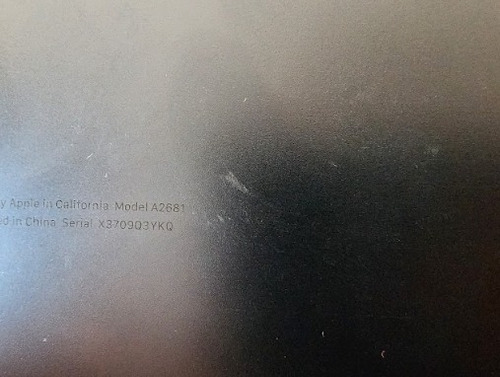 y Apple in California Model A2681
d in China Serial X3709Q3YKQ